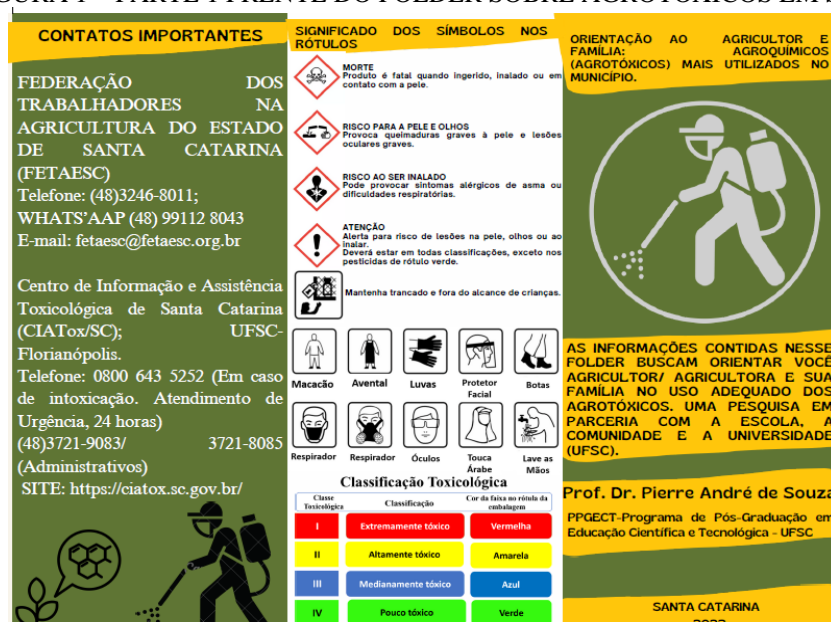 CONTATOS IMPORTANTES
FEDERAÇÃO DOS
TRABALHADORES NA
AGRICULTURA DO ESTADO
DE SANTA CATARINA
(FETAESC)
Telefone: (48)3246-8011;
WHATS'AAP (48) 99112 8043
E-mail: fetaesc@fetaesc.org.br
Centro de Informação e Assistência
Toxicológica de Santa Catarina
(CIATox/SC); UFSC-
Florianópolis.
Telefone: 0800 643 5252 (Em caso
de intoxicação. Atendimento de
Urgência, 24 horas)
(48)3721-9083/ 3721-8085
(Administrativos)
SITE: https://ciatox.sc.gov.br/
SIGNIFICADO DOS SÍMBOLOS NOS
RÓTULOS
MORTE
Produto é fatal quando ingerido, inalado ou em
contato com a pele.
RISCO PARA A PELE E OLHOS
Provoca queimaduras graves à pele e lesões
oculares graves.
RISCO AO SER INALADO
Pode provocar sintomas alérgicos de asma ou
dificuldades respiratórias.
ATENÇÃO
Alerta para risco de lesões na pele, olhos ou ao
inalar.
Deverá estar em todas classificações, exceto nos
pesticidas de rótulo verde.
Mantenha trancado e fora do alcance de crianças.
Macacão Avental Luvas Protetor Facial Botas
Respirador Respirador Óculos Touca Árabe Lave as Mãos
Classificação Toxicológica
Classe Toxicológica Classificação Cor da faixa no rótulo da embalagem
I Extremamente tóxico Vermelha
II Altamente tóxico Amarela
III Medianamente tóxico Azul
IV Pouco tóxico Verde
ORIENTAÇÃO AO AGRICULTOR E
FAMÍLIA: AGROQUÍMICOS
(AGROTÓXICOS) MAIS UTILIZADOS NO
MUNICÍPIO.
AS INFORMAÇÕES CONTIDAS NESSE
FOLDER BUSCAM ORIENTAR VOCÊ
AGRICULTOR/ AGRICULTORA E SUA
FAMÍLIA NO USO ADEQUADO DOS
AGROTÓXICOS. UMA PESQUISA EM
PARCERIA COM A ESCOLA, A
COMUNIDADE E A UNIVERSIDADE
(UFSC).
Prof. Dr. Pierre André de Souza
PPGECT-Programa de Pós-Graduação em
Educação Científica e Tecnológica - UFSC
SANTA CATARINA